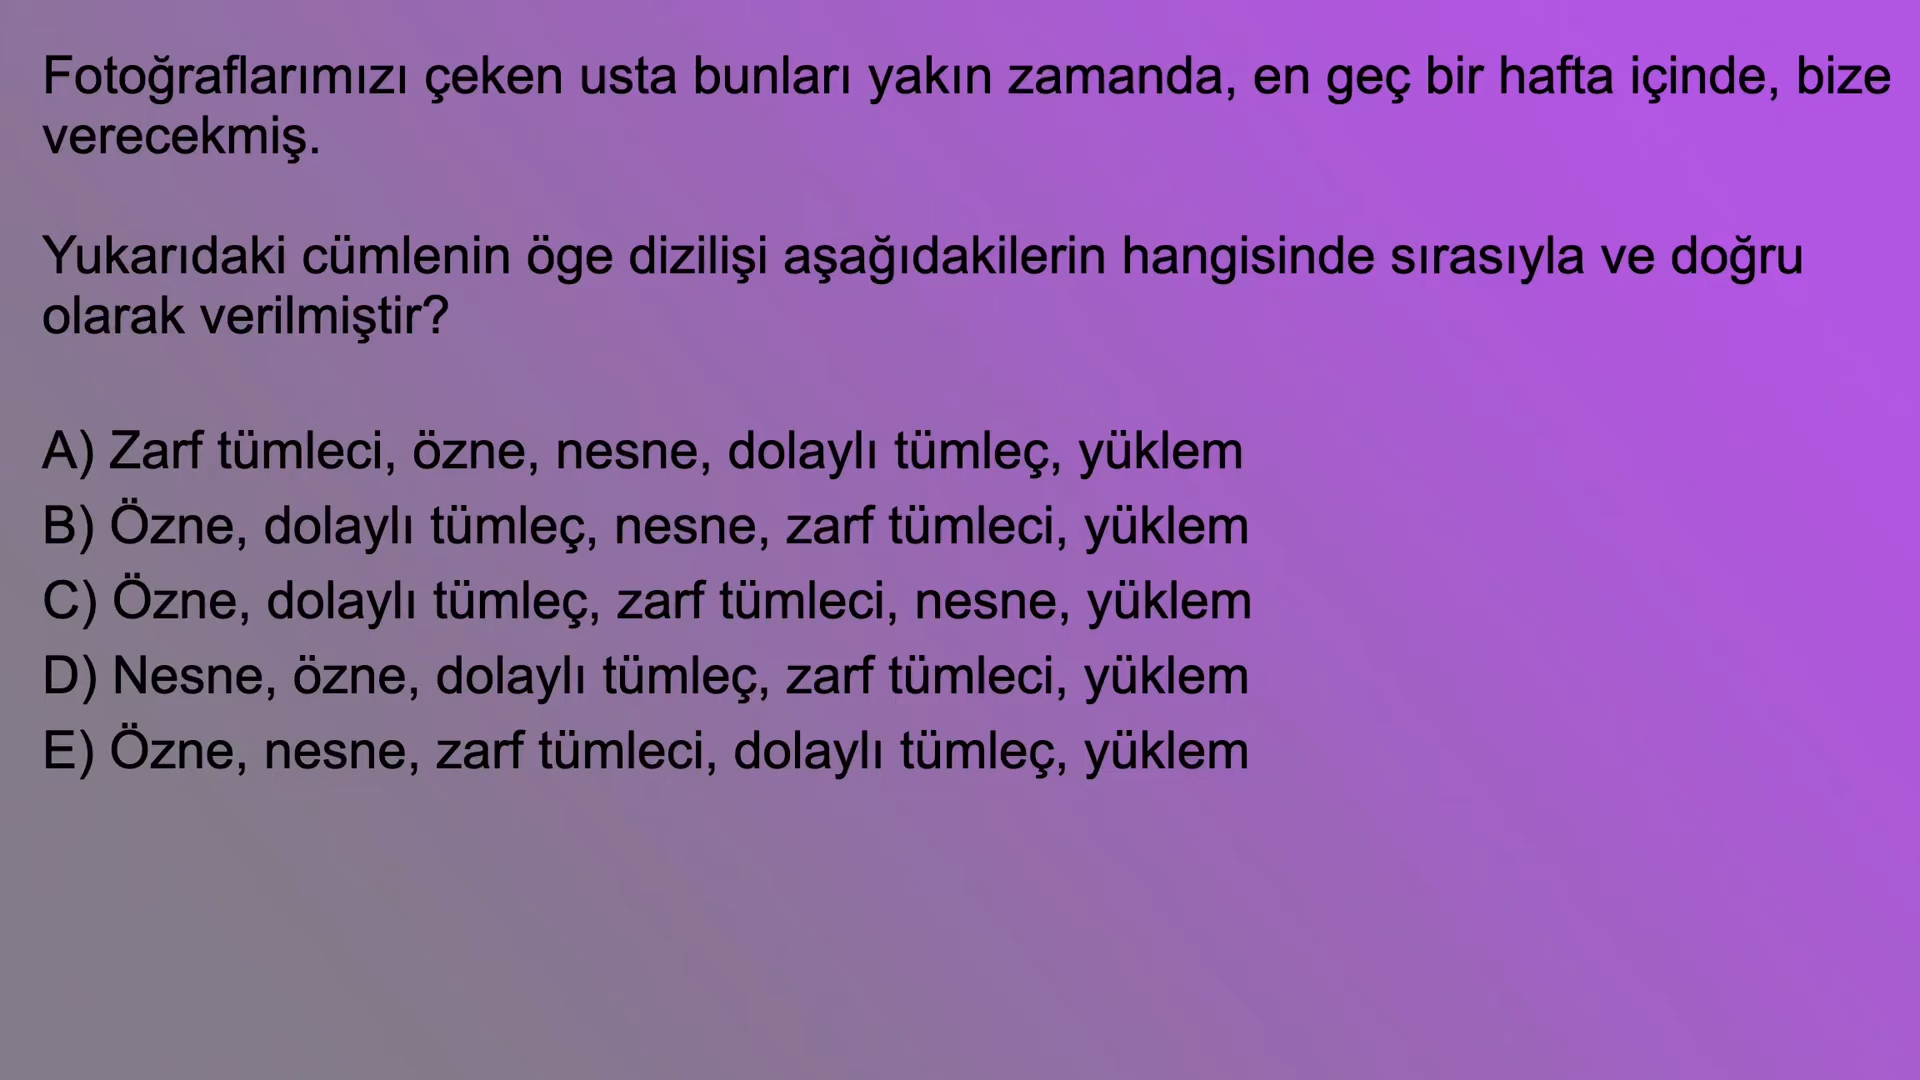 Fotoğraflarımızı çeken usta bunları yakın zamanda, en geç bir hafta içinde, bize
verecekmiş.
Yukarıdaki cümlenin öge dizilişi aşağıdakilerin hangisinde sırasıyla ve doğru
olarak verilmiştir?
A) Zarf tümleci, özne, nesne, dolaylı tümleç, yüklem
B) Özne, dolaylı tümleç, nesne, zarf tümleci, yüklem
C) Özne, dolaylı tümleç, zarf tümleci, nesne, yüklem
D) Nesne, özne, dolaylı tümleç, zarf tümleci, yüklem
E) Özne, nesne, zarf tümleci, dolaylı tümleç, yüklem